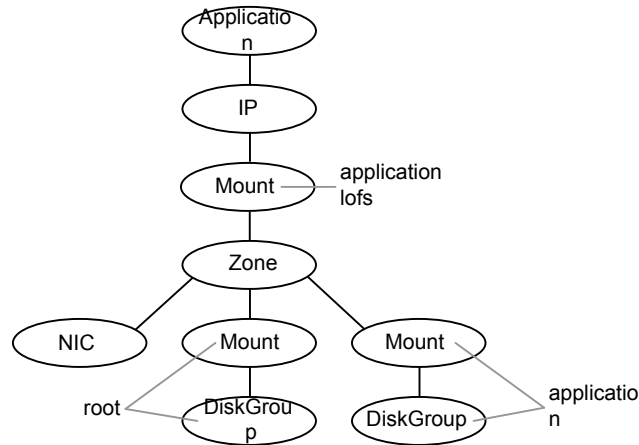 Applicatio
n
IP
Mount
application
lofs
Zone
NIC
Mount
Mount
root
DiskGrou
p
DiskGroup
applicatio
n